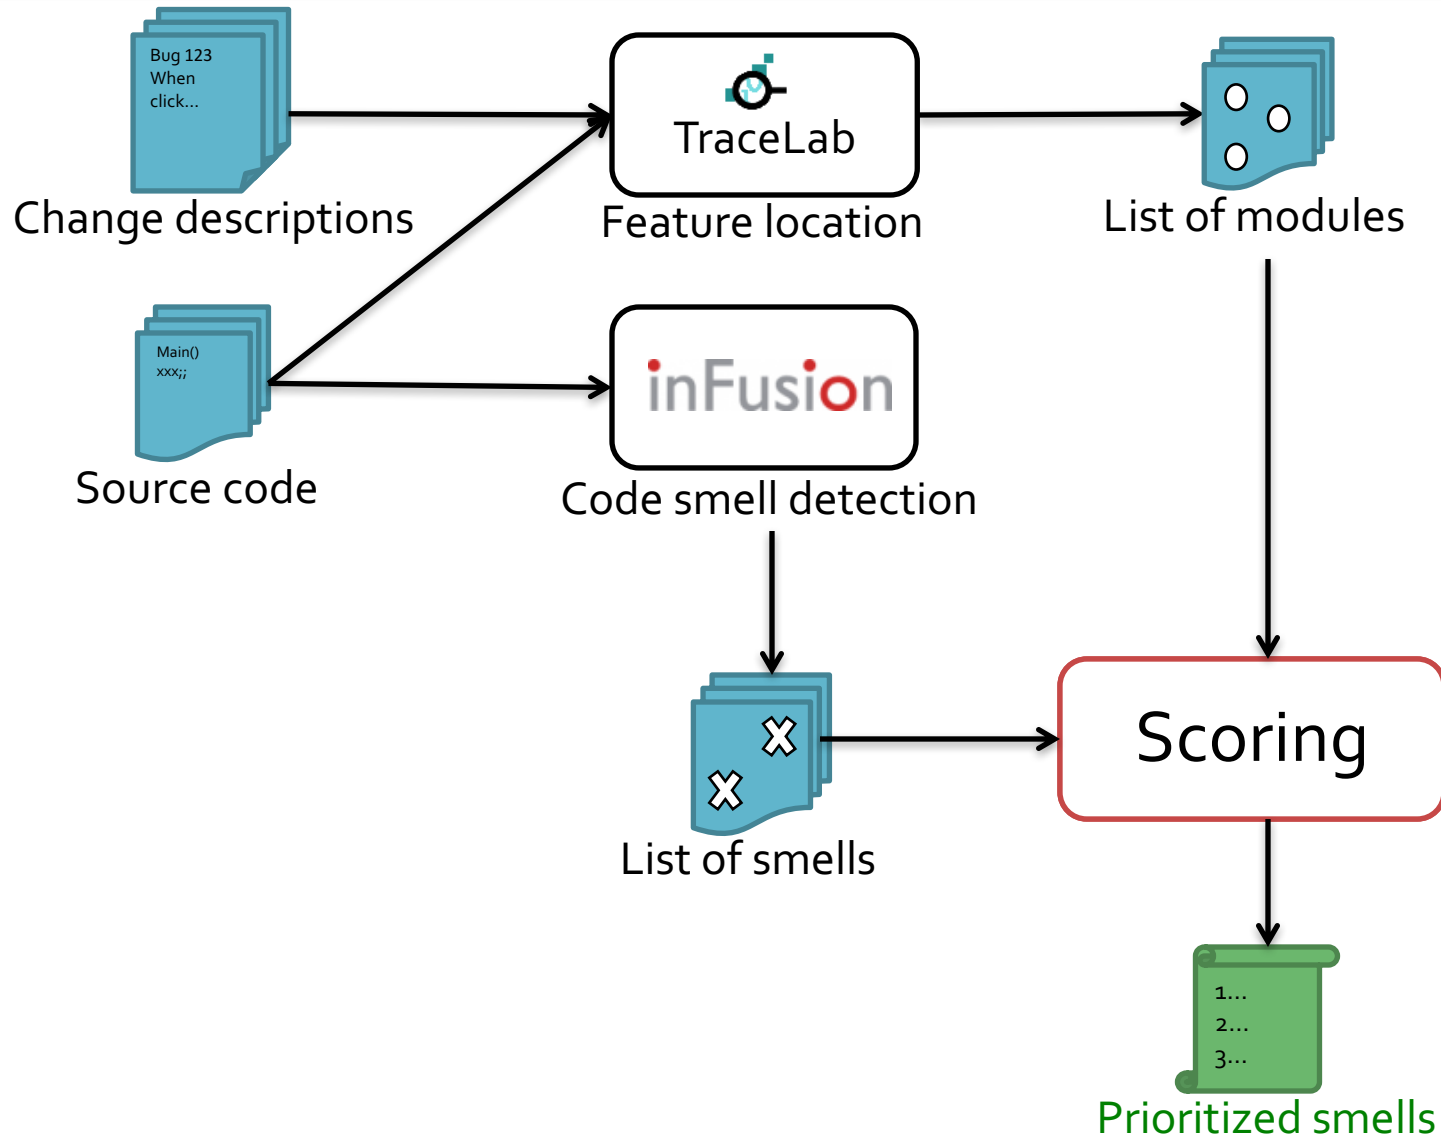 Bug 123
When
click...
TraceLab
Change descriptions
Feature location
List of modules
Main()
xxx;;
inFusion
Source code
Code smell detection
Scoring
List of smells
1...
2...
3...
Prioritized smells